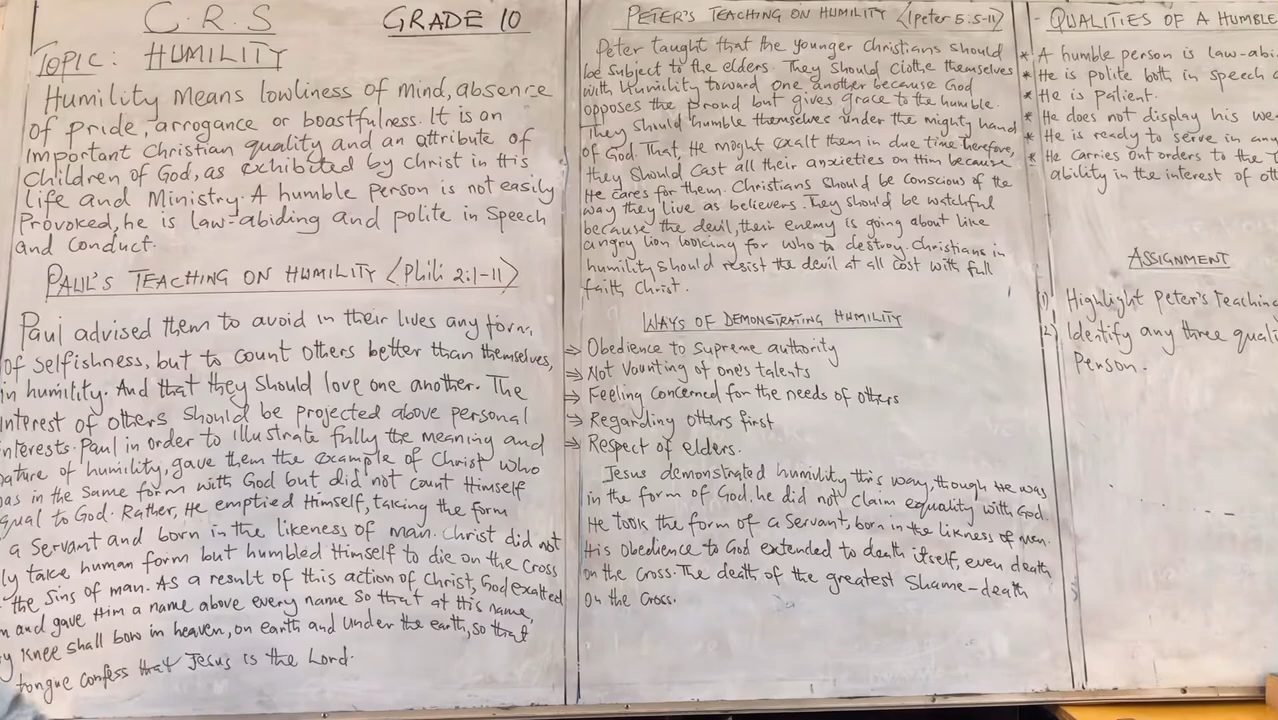 C.R.S GRADE 10
TOPIC: HUMILITY
Humility means lowliness of mind, absence
of pride, arrogance or boastfulness. It is an
important Christian quality and an attribute of
Children of God, as exhibited by Christ in His
life and Ministry. A humble person is not easily
Provoked, he is law-abiding and polite in Speech
and conduct.
PAUL'S TEACHING ON HUMILITY <Phili 2:1-11>
Paul advised them to avoid in their lives any form
of selfishness, but to count others better than themselves,
in humility. And that they should love one another. The
interest of others should be projected above personal
interests. Paul in order to illustrate fully the meaning and
nature of humility, gave them the example of Christ who
as in the Same form with God but did not count Himself
qual to God. Rather, He emptied Himself, taking the form
a Servant and born in the likeness of man. Christ did not
ly take human form but humbled Himself to die on the Cross
the Sins of man. As a result of this action of Christ, God exalted
m and gave Him a name above every name So that at this name,
y Knee shall bow in heaven, on earth and under the earth, so that
tongue confess that Jesus is the Lord.
PETER'S TEACHING ON HUMILITY <1 Peter 5:5-11>
Peter taught that the younger Christians should
be subject to the elders. They should Clothe themselves
with Humility toward one another because God
opposes the Proud but gives grace to the humble.
They should humble themselves under the mighty hand
of God. That, He might exalt them in due time therefore,
they should cast all their anxieties on Him because
He cares for them. Christians should be conscious of the
way they live as believers. They should be watchful
because the devil, their enemy is going about like
angry lion looking for who to destroy. Christians in
humility should resist the devil at all cost with full
faith Christ.
WAYS OF DEMONSTRATING HUMILITY
⇒ Obedience to Supreme authority
⇒ Not Vaunting of one's talents
⇒ Feeling Concerned for the needs of others
⇒ Regarding others first
⇒ Respect of elders.
Jesus demonstrated humility this way, though He was
in the form of God, he did not claim equality with God.
He took the form of a Servant, born in the likness of men.
His Obedience to God extended to death itself, even death
on the Cross. The death of the greatest Shame-death
On the Cross.
- QUALITIES OF A HUMBLE
* A humble person is law-abi
* He is polite both in speech a
* He is Patient.
* He does not display his we
* He is ready to serve in any
* He carries out orders to the
ability in the interest of oth
ASSIGNMENT
1) Highlight Peter's Teachin
2) Identify any three quali
Person.